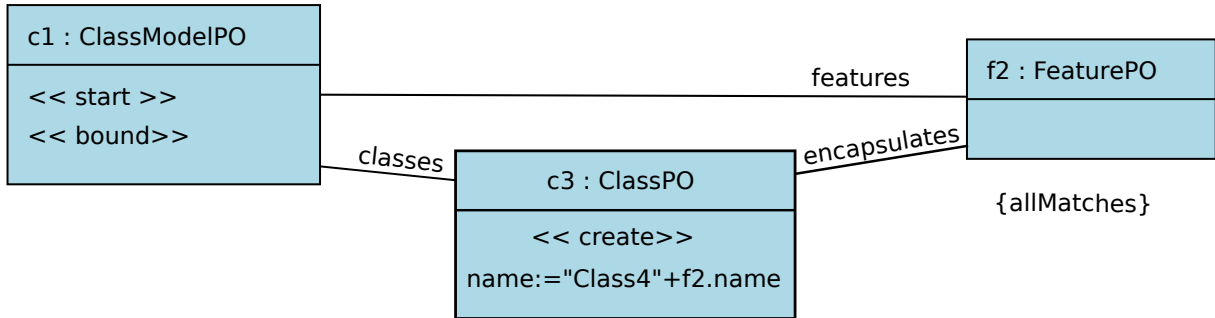 c1 : ClassModelPO
<< start >>
<< bound>>
features
f2 : FeaturePO
classes
encapsulates
c3 : ClassPO
<< create>>
name:="Class4"+f2.name
{allMatches}